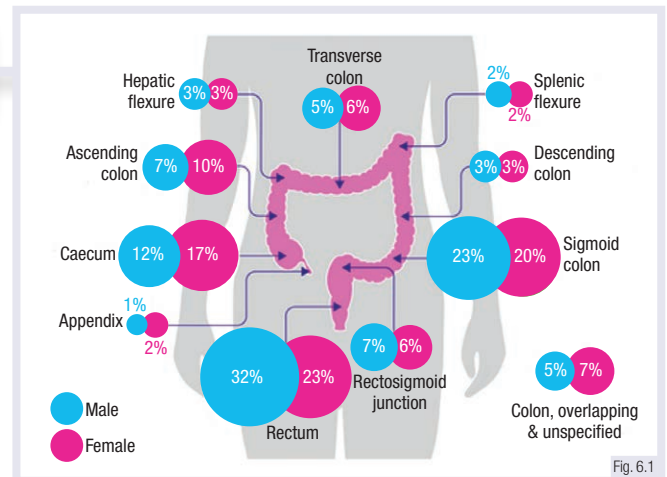 Transverse
colon
5% 6%
Hepatic
flexure
3% 3%
2%
2%
Splenic
flexure
Ascending
colon
7% 10%
3% 3%
Descending
colon
Caecum
12% 17%
23% 20%
Sigmoid
colon
Appendix
1%
2%
32% 23%
Rectum
7% 6%
Rectosigmoid
junction
5% 7%
Colon, overlapping
& unspecified
Male
Female
Fig. 6.1